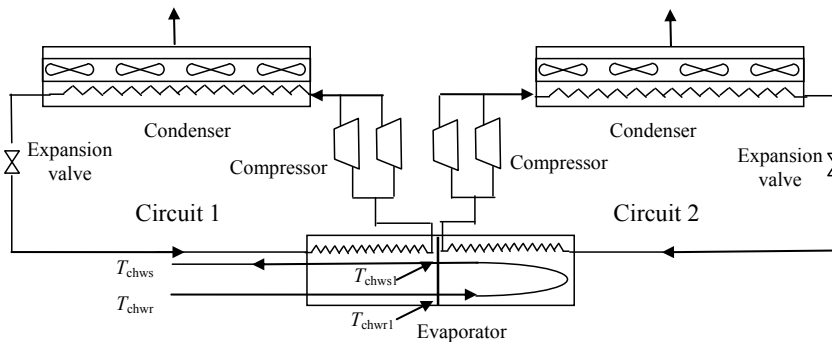 Condenser
Condenser
Expansion
valve
Compressor
Compressor
Expansion
valve
Circuit 1
Circuit 2
Tchws
Tchws1
Tchwr
Tchwr1
Evaporator